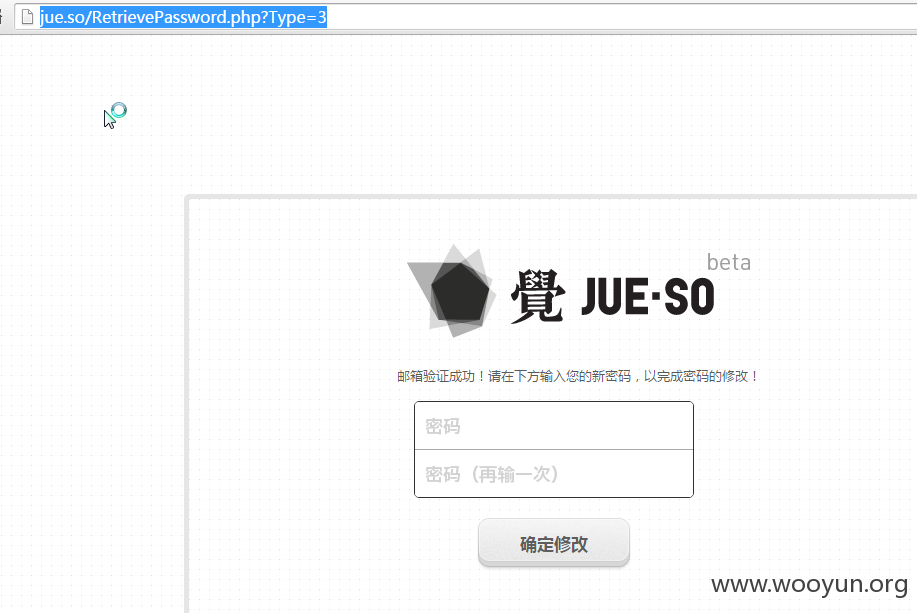 jue.so/RetrievePassword.php?Type=3
beta
覺 JUE·SO
邮箱验证成功！请在下方输入您的新密码，以完成密码的修改！
密码
密码（再输一次）
确定修改
www.wooyun.org